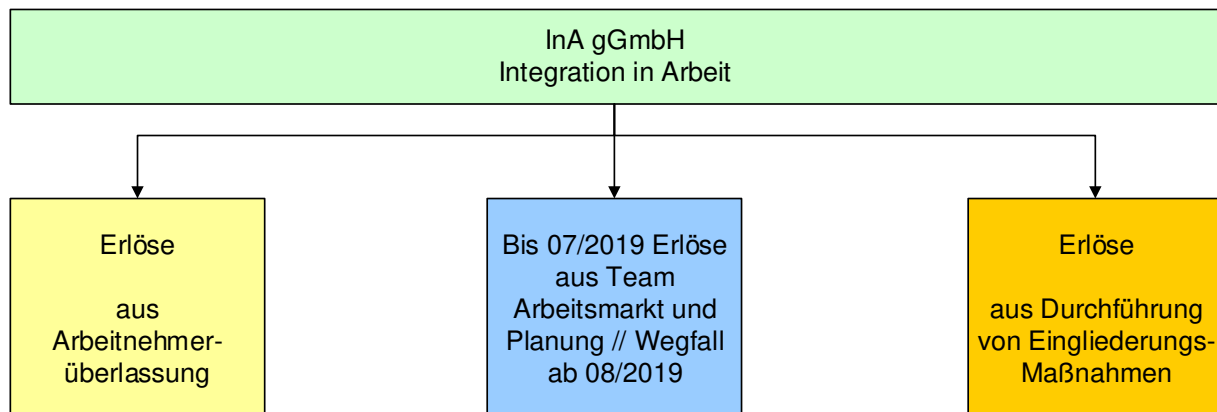 InA gGmbH
Integration in Arbeit
Erlöse
aus
Arbeitnehmer-
überlassung
Bis 07/2019 Erlöse
aus Team
Arbeitsmarkt und
Planung // Wegfall
ab 08/2019
Erlöse
aus Durchführung
von Eingliederungs-
Maßnahmen